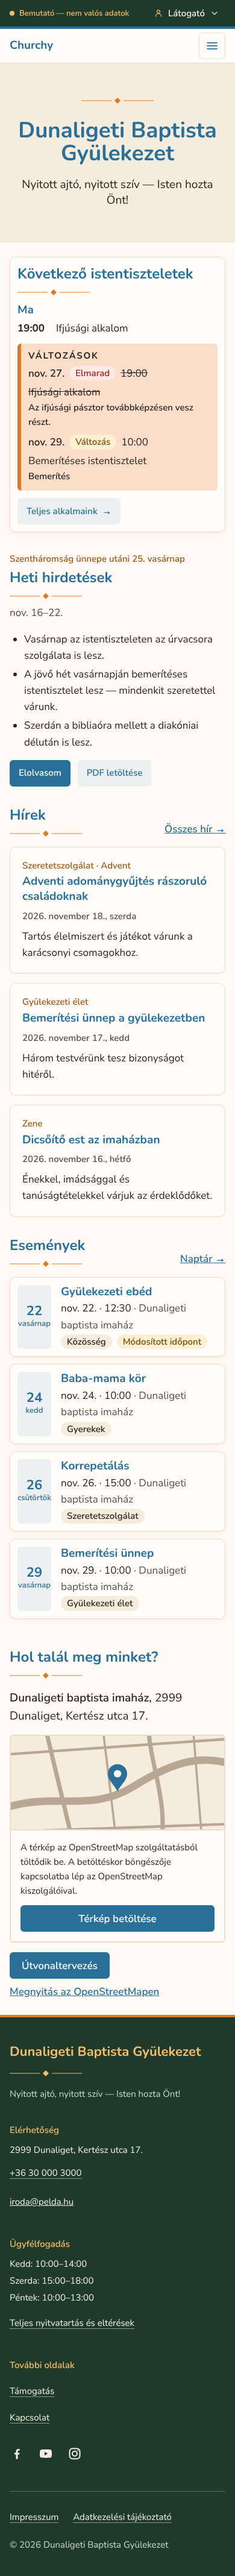 Bemutató — nem valós adatok
Látogató
Churchy
Dunaligeti Baptista
Gyülekezet
Nyitott ajtó, nyitott szív — Isten hozta
Önt!
Következő istentiszteletek
Ma
19:00 Ifjúsági alkalom
VÁLTOZÁSOK
nov. 27. Elmarad 19:00
Ifjúsági alkalom
Az ifjúsági pásztor továbbképzésen vesz
részt.
nov. 29. Változás 10:00
Bemerítéses istentisztelet
Bemerítés
Teljes alkalmaink →
Szentháromság ünnepe utáni 25. vasárnap
Heti hirdetések
nov. 16–22.
• Vasárnap az istentiszteleten az úrvacsora
szolgálata is lesz.
• A jövő hét vasárnapján bemerítéses
istentisztelet lesz — mindenkit szeretettel
várunk.
• Szerdán a bibliaóra mellett a diakóniai
délután is lesz.
Elolvasom
PDF letöltése
Hírek
Összes hír →
Szeretetszolgálat · Advent
Adventi adománygyűjtés rászoruló
családoknak
2026. november 18., szerda
Tartós élelmiszert és játékot várunk a
karácsonyi csomagokhoz.
Gyülekezeti élet
Bemerítési ünnep a gyülekezetben
2026. november 17., kedd
Három testvérünk tesz bizonyságot
hitéről.
Zene
Dicsőítő est az imaházban
2026. november 16., hétfő
Énekkel, imádsággal és
tanúságtételekkel várjuk az érdeklődőket.
Események
Naptár →
22
vasárnap
Gyülekezeti ebéd
nov. 22. · 12:30 · Dunaligeti
baptista imaház
Közösség Módosított időpont
24
kedd
Baba-mama kör
nov. 24. · 10:00 · Dunaligeti
baptista imaház
Gyerekek
26
csütörtök
Korrepetálás
nov. 26. · 15:00 · Dunaligeti
baptista imaház
Szeretetszolgálat
29
vasárnap
Bemerítési ünnep
nov. 29. · 10:00 · Dunaligeti
baptista imaház
Gyülekezeti élet
Hol talál meg minket?
Dunaligeti baptista imaház, 2999
Dunaliget, Kertész utca 17.
A térkép az OpenStreetMap szolgáltatásból
töltődik be. A betöltéskor böngészője
kapcsolatba lép az OpenStreetMap
kiszolgálóival.
Térkép betöltése
Útvonaltervezés
Megnyitás az OpenStreetMapen
Dunaligeti Baptista Gyülekezet
Nyitott ajtó, nyitott szív — Isten hozta Önt!
Elérhetőség
2999 Dunaliget, Kertész utca 17.
+36 30 000 3000
iroda@pelda.hu
Ügyfélfogadás
Kedd: 10:00–14:00
Szerda: 15:00–18:00
Péntek: 10:00–13:00
Teljes nyitvatartás és eltérések
További oldalak
Támogatás
Kapcsolat
Impresszum
Adatkezelési tájékoztató
© 2026 Dunaligeti Baptista Gyülekezet